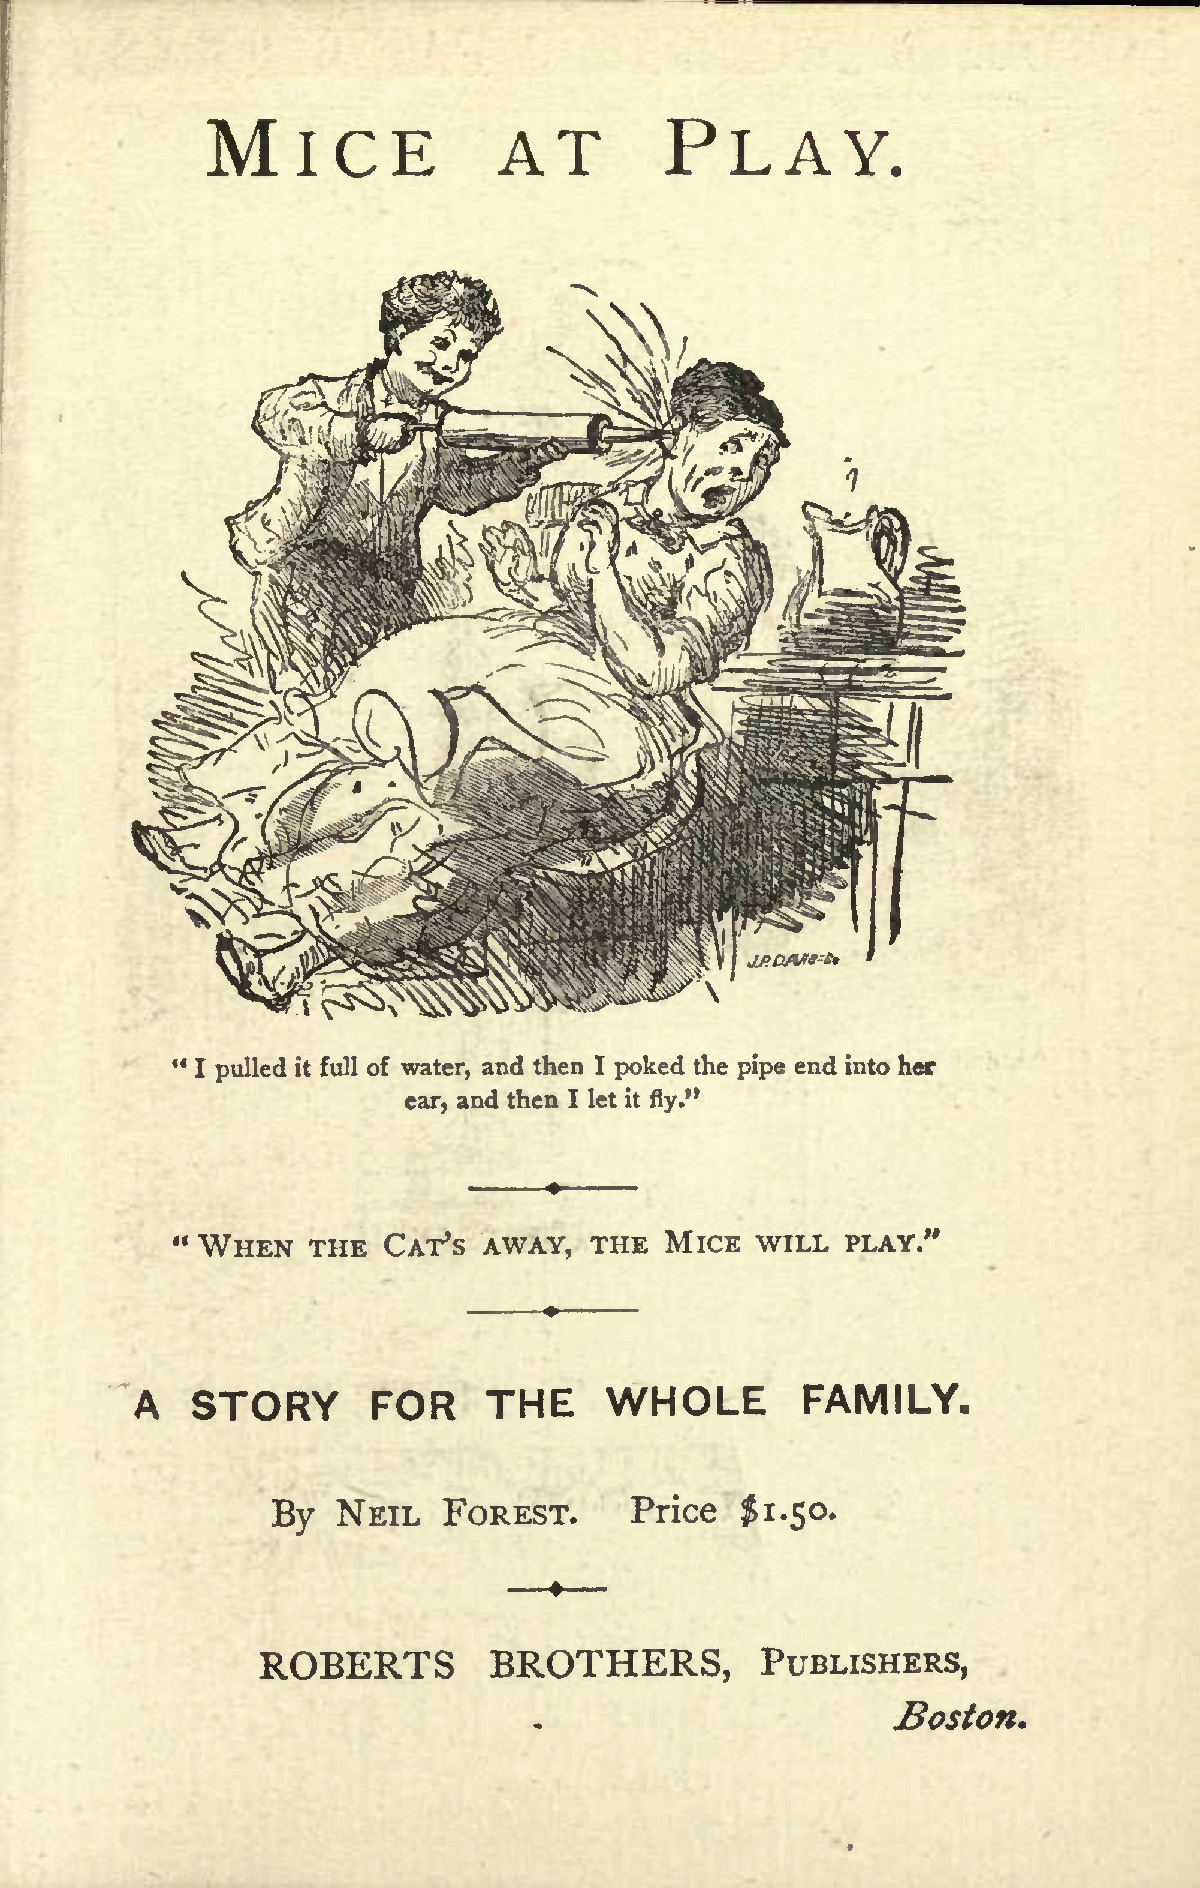 MICE AT PLAY.
J.P. DAVIS-S.
“I pulled it full of water, and then I poked the pipe end into her
ear, and then I let it fly.”
“WHEN THE CAT’S AWAY, THE MICE WILL PLAY.”
A STORY FOR THE WHOLE FAMILY.
By NEIL FOREST. Price $1.50.
ROBERTS BROTHERS, PUBLISHERS,
Boston.